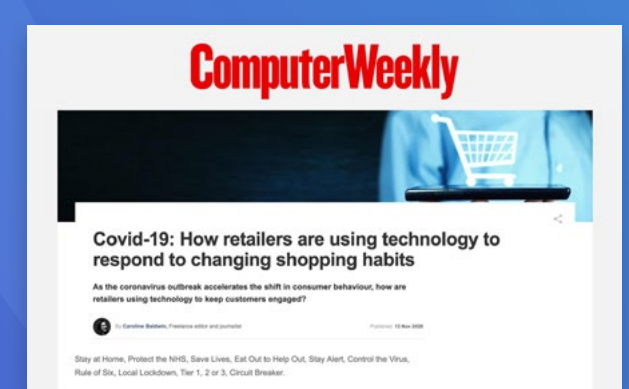 ComputerWeekly
Covid-19: How retailers are using technology to
respond to changing shopping habits
As the coronavirus outbreak accelerates the shift in consumer behaviour, how are
retailers using technology to keep customers engaged?
By Caroline Baldwin, Freelance editor and journalist
Published: 12 Nov 2020
Stay at Home, Protect the NHS, Save Lives, Eat Out to Help Out, Stay Alert, Control the Virus,
Rule of Six, Local Lockdown, Tier 1, 2 or 3, Circuit Breaker.